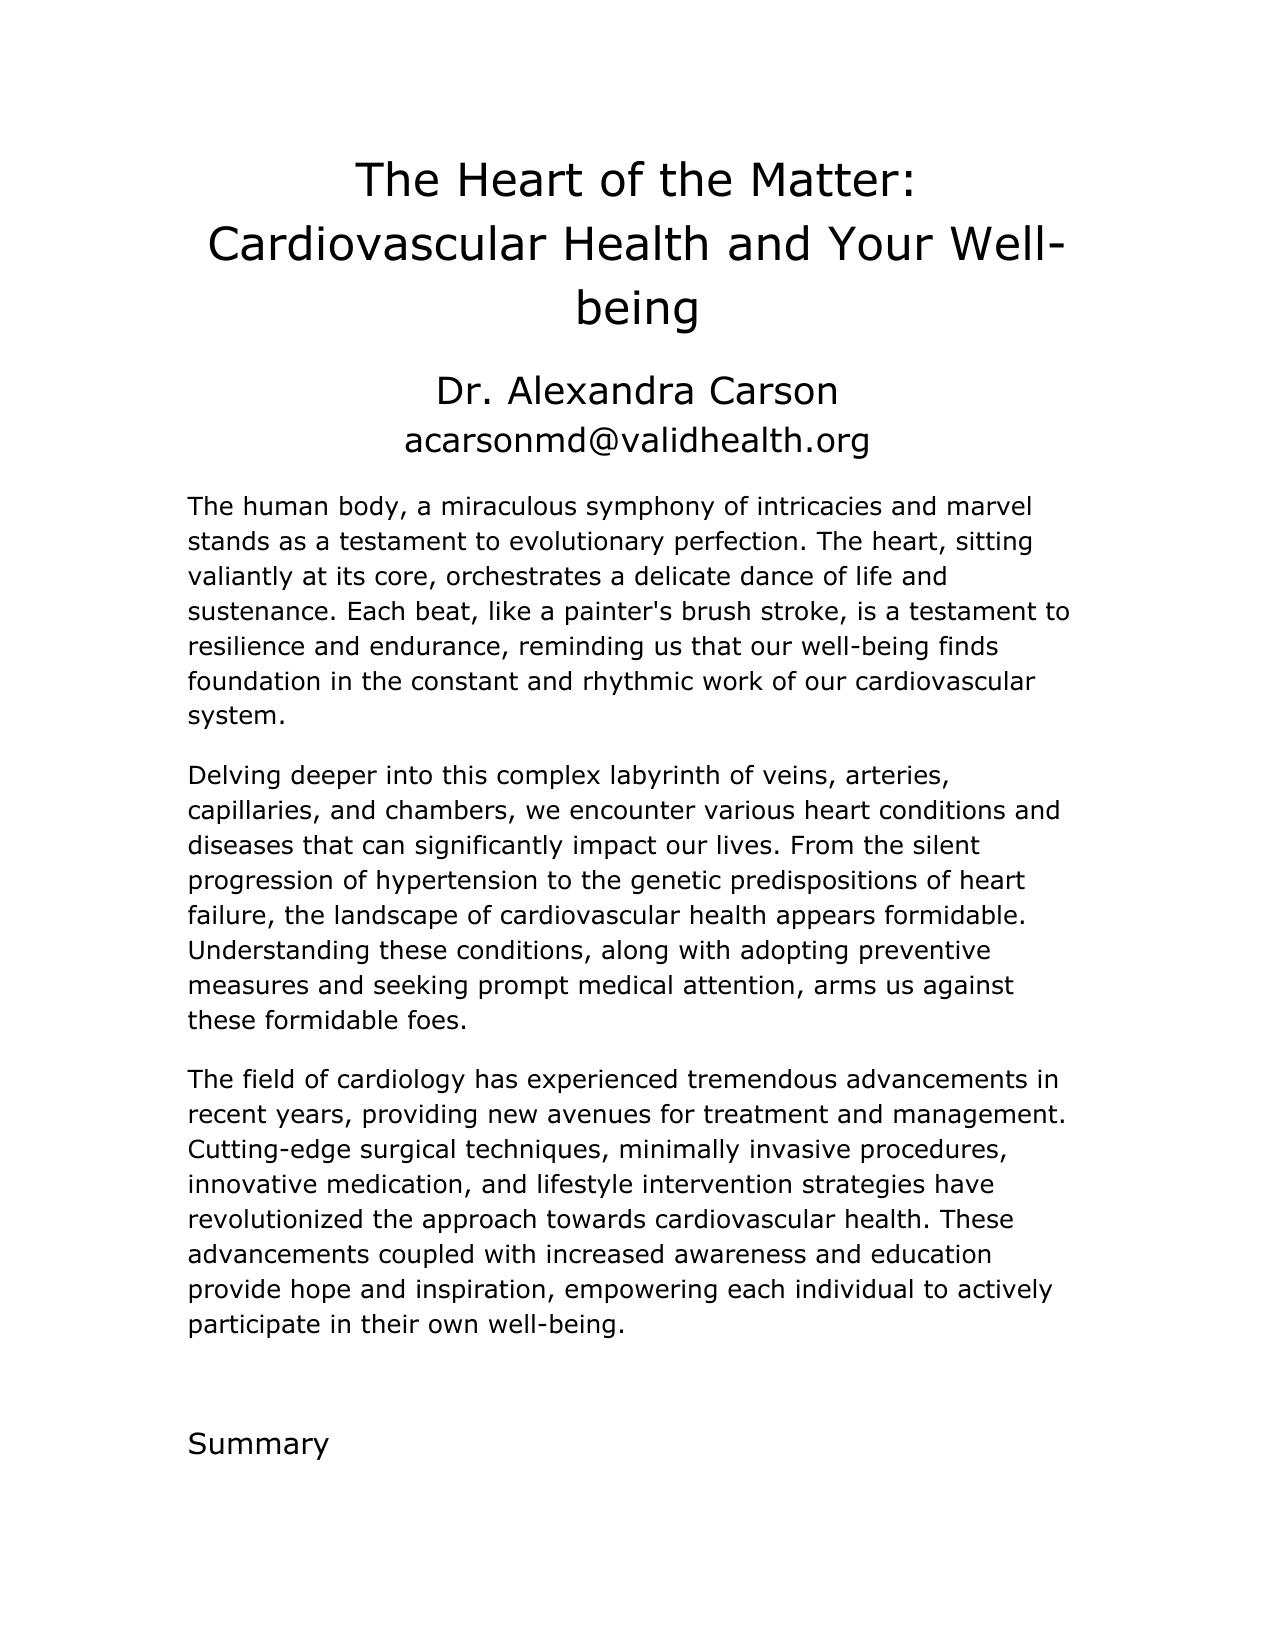 The Heart of the Matter:
Cardiovascular Health and Your Well-
being
Dr. Alexandra Carson
acarsonmd@validhealth.org
The human body, a miraculous symphony of intricacies and marvel
stands as a testament to evolutionary perfection. The heart, sitting
valiantly at its core, orchestrates a delicate dance of life and
sustenance. Each beat, like a painter's brush stroke, is a testament to
resilience and endurance, reminding us that our well-being finds
foundation in the constant and rhythmic work of our cardiovascular
system.
Delving deeper into this complex labyrinth of veins, arteries,
capillaries, and chambers, we encounter various heart conditions and
diseases that can significantly impact our lives. From the silent
progression of hypertension to the genetic predispositions of heart
failure, the landscape of cardiovascular health appears formidable.
Understanding these conditions, along with adopting preventive
measures and seeking prompt medical attention, arms us against
these formidable foes.
The field of cardiology has experienced tremendous advancements in
recent years, providing new avenues for treatment and management.
Cutting-edge surgical techniques, minimally invasive procedures,
innovative medication, and lifestyle intervention strategies have
revolutionized the approach towards cardiovascular health. These
advancements coupled with increased awareness and education
provide hope and inspiration, empowering each individual to actively
participate in their own well-being.
Summary